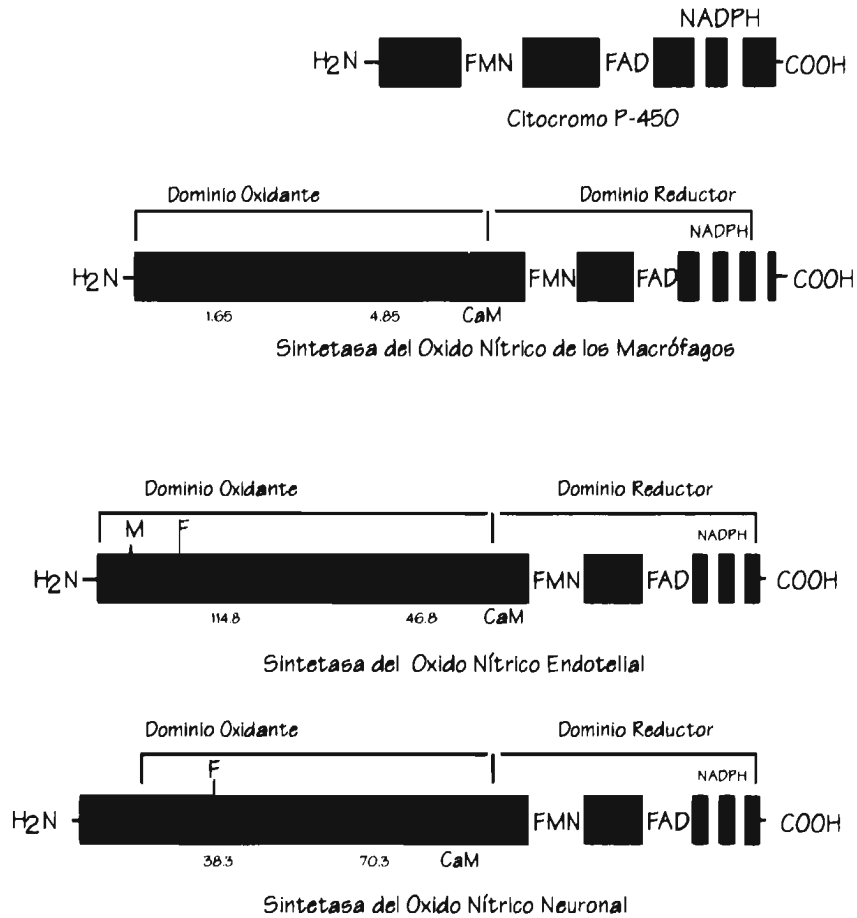 NADPH
H2N FMN FAD COOH
Citocromo P-450
Dominio Oxidante Dominio Reductor
NADPH
H2N FMN FAD COOH
1.65 4.85 CaM
Sintetasa del Oxido Nítrico de los Macrófagos
Dominio Oxidante Dominio Reductor
M F NADPH
H2N FMN FAD COOH
114.8 46.8 CaM
Sintetasa del Oxido Nítrico Endotelial
Dominio Oxidante Dominio Reductor
F NADPH
H2N FMN FAD COOH
38.3 70.3 CaM
Sintetasa del Oxido Nítrico Neuronal